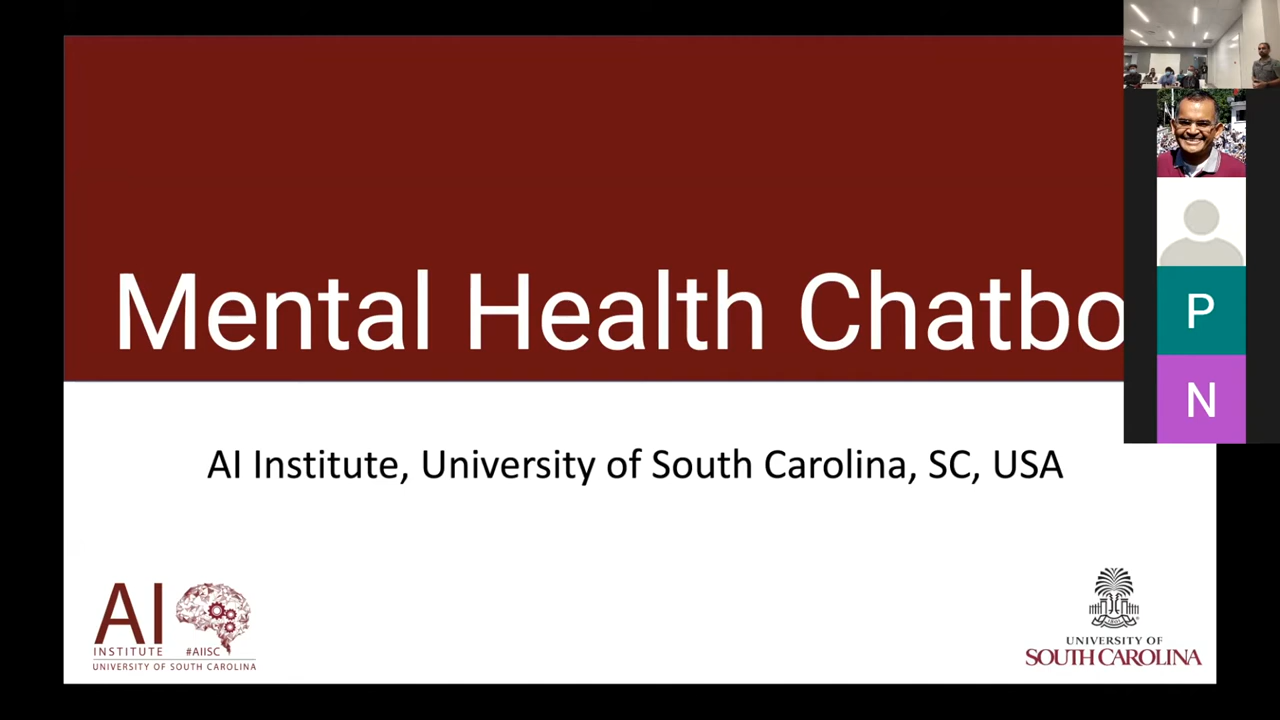 Mental Health Chatbo
AI Institute, University of South Carolina, SC, USA
AI
INSTITUTE #AIISC
UNIVERSITY OF SOUTH CAROLINA
UNIVERSITY OF
SOUTH CAROLINA
P
N